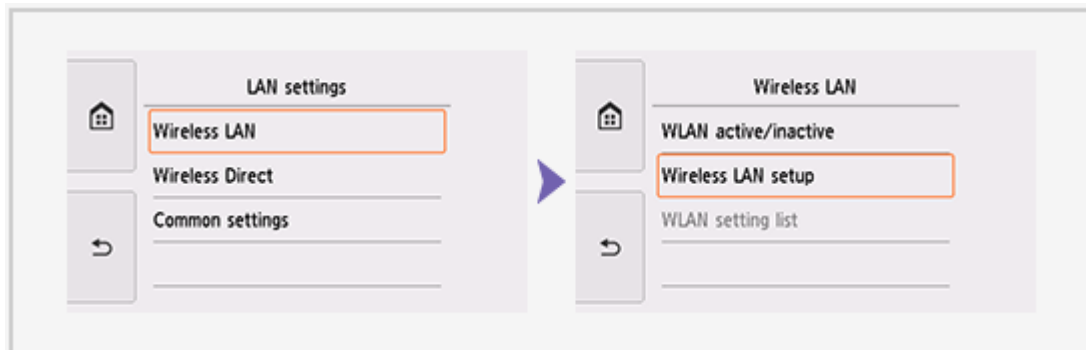 LAN settings
Wireless LAN
Wireless Direct
Common settings
Wireless LAN
WLAN active/inactive
Wireless LAN setup
WLAN setting list